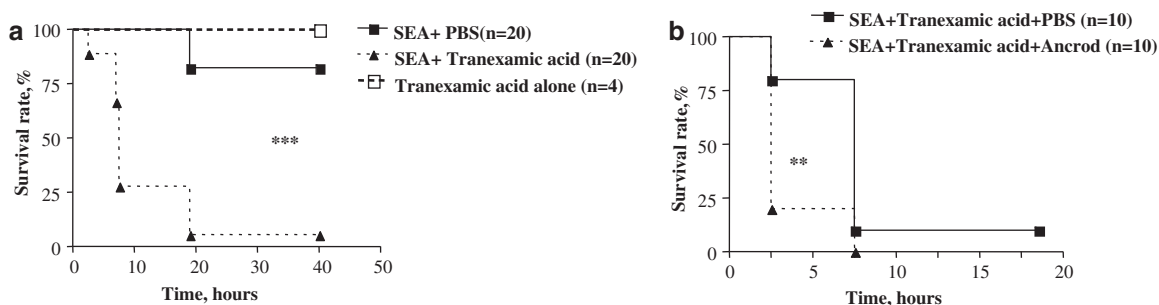 a
SEA+ PBS(n=20)
SEA+ Tranexamic acid (n=20)
Tranexamic acid alone (n=4)
Survival rate,%
100
75
50
25
0
***
0 10 20 30 40 50
Time, hours
b
SEA+Tranexamic acid+PBS (n=10)
SEA+Tranexamic acid+Ancrod (n=10)
Survival rate,%
100
75
50
25
0
**
0 5 10 15 20
Time, hours